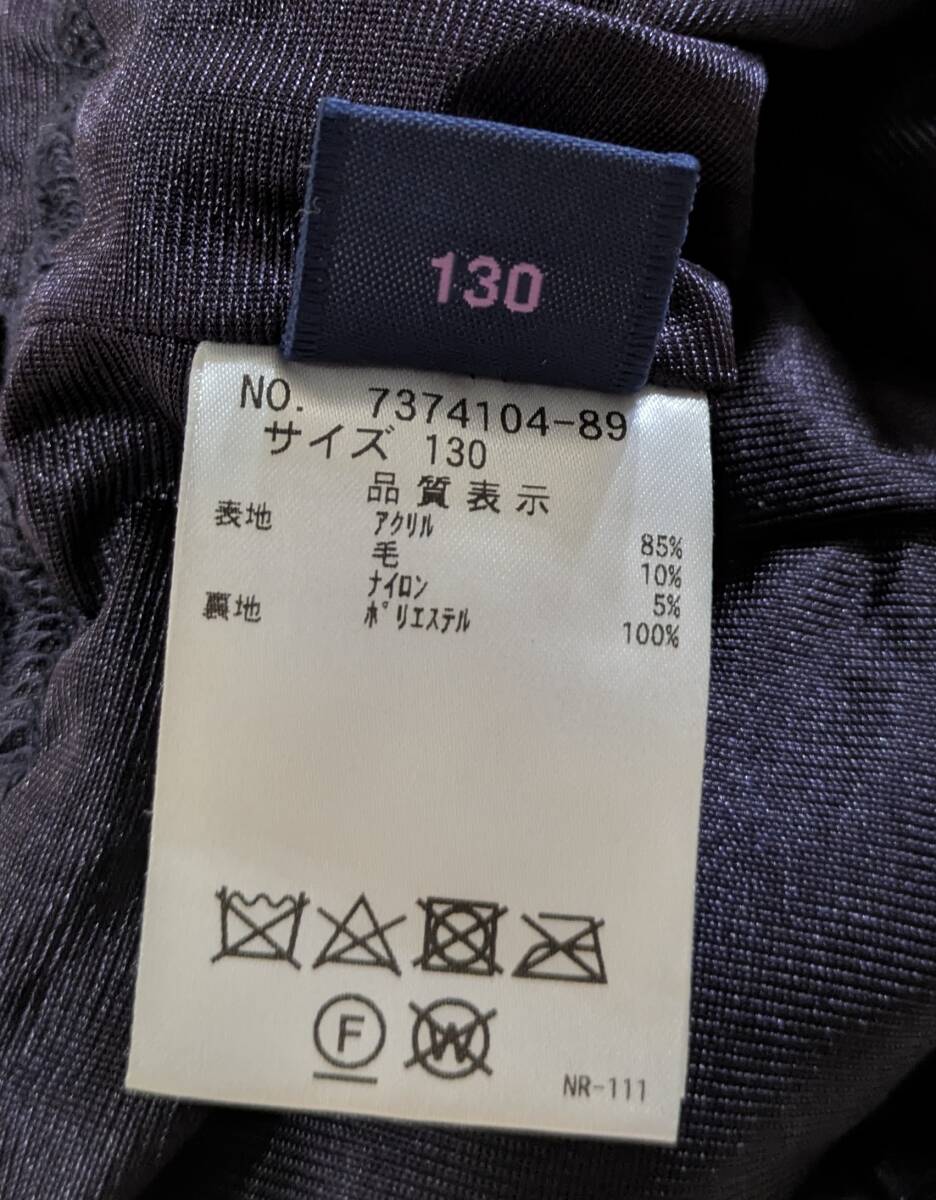 130
NO. 7374104-89
サイズ 130
品質表示
表地 アクリル 85%
毛 10%
ナイロン 5%
裏地 ポリエステル 100%
F W
NR-111